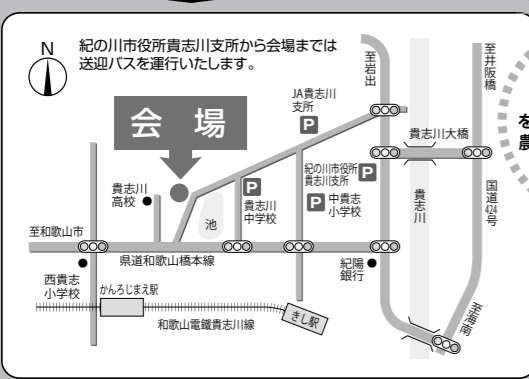 N
紀の川市役所貴志川支所から会場までは
送迎バスを運行いたします。
会場
JA貴志川
支所
P
至岩出
至井阪橋
を
農
貴志川大橋
紀の川市役所
貴志川支所
P
貴志川
高校
P
貴志川
中学校
P
中貴志
小学校
池
貴志川
国道424号
至和歌山市
県道和歌山橋本線
西貴志
小学校
かんろじまえ駅
紀陽
銀行
和歌山電鐵貴志川線
きし駅
至海南